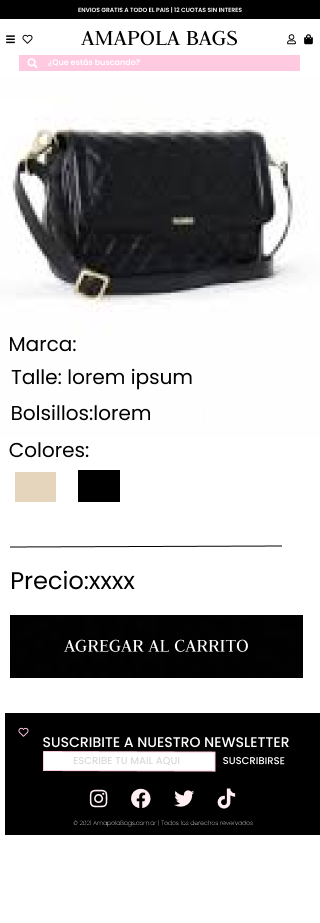 ENVIOS GRATIS A TODO EL PAIS | 12 CUOTAS SIN INTERES
AMAPOLA BAGS
¿Que estás buscando?
Marca:
Talle: lorem ipsum
Bolsillos:lorem
Colores:
Precio:xxxx
AGREGAR AL CARRITO
SUSCRIBITE A NUESTRO NEWSLETTER
ESCRIBE TU MAIL AQUI
SUSCRIBIRSE
© 2021 AmapolaBags.com.ar | Todos los derechos reservados